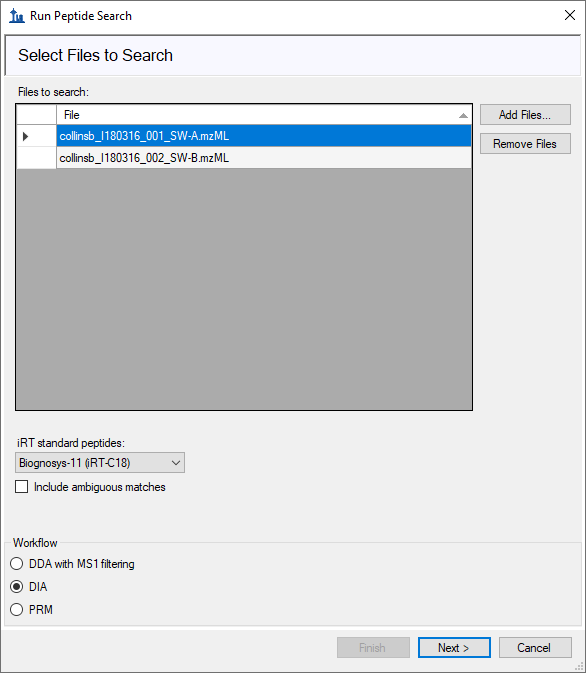 Run Peptide Search
Select Files to Search
Files to search:
File
collinsb_I180316_001_SW-A.mzML
collinsb_I180316_002_SW-B.mzML
Add Files...
Remove Files
iRT standard peptides:
Biognosys-11 (iRT-C18)
Include ambiguous matches
Workflow
DDA with MS1 filtering
DIA
PRM
Finish
Next >
Cancel